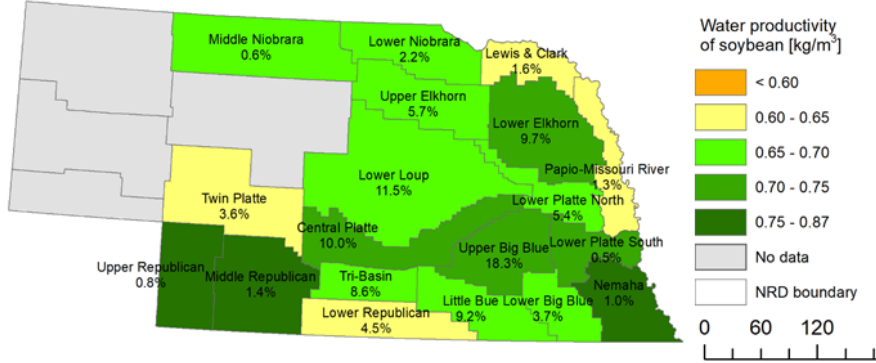 Water productivity
of soybean [kg/m³]
< 0.60
0.60 - 0.65
0.65 - 0.70
0.70 - 0.75
0.75 - 0.87
No data
NRD boundary
0 60 120
Middle Niobrara
0.6%
Lower Niobrara
2.2%
Lewis & Clark
1.6%
Upper Elkhorn
5.7%
Lower Elkhorn
9.7%
Papio-Missouri River
1.3%
Lower Loup
11.5%
Twin Platte
3.6%
Lower Platte North
5.4%
Central Platte
10.0%
Upper Big Blue
18.3%
Lower Platte South
0.5%
Upper Republican
0.8%
Middle Republican
1.4%
Tri-Basin
8.6%
Nemaha
1.0%
Little Bue
9.2%
Lower Big Blue
3.7%
Lower Republican
4.5%